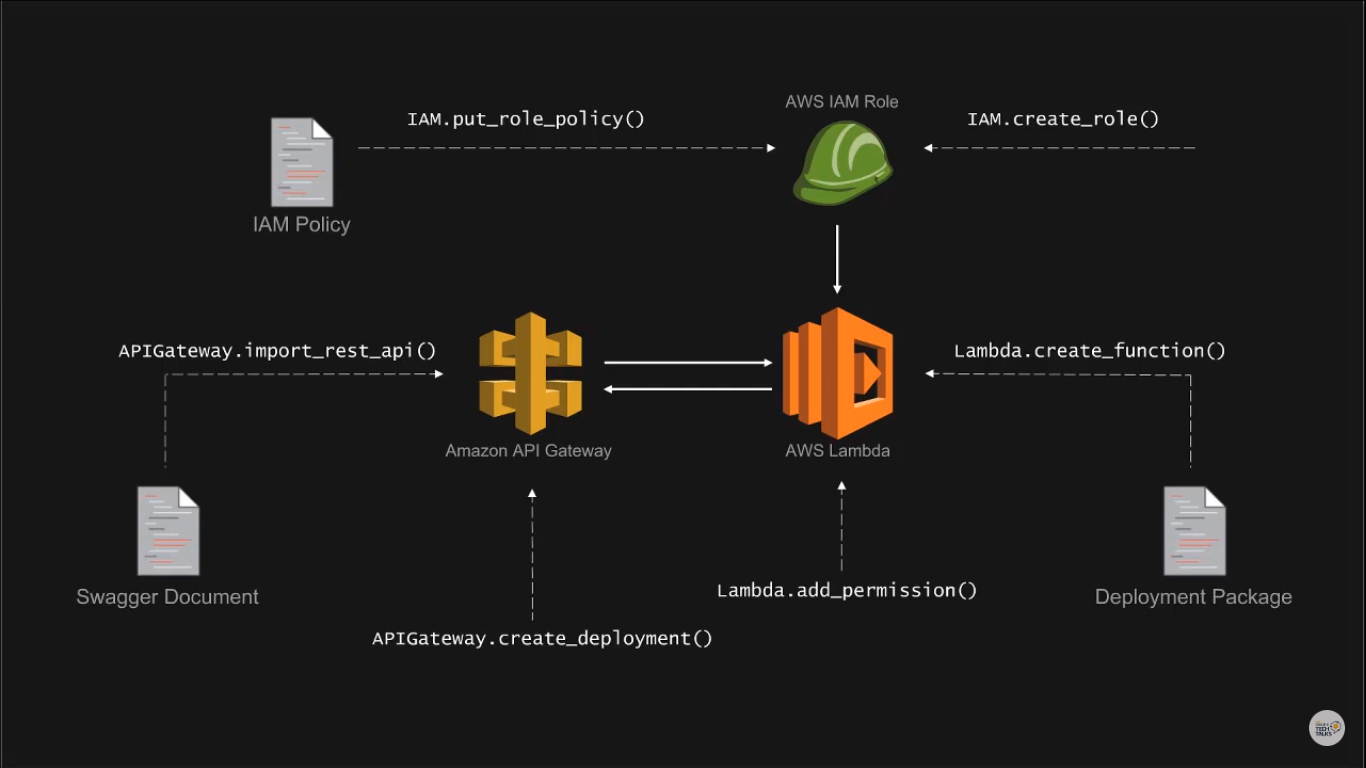 AWS IAM Role
IAM.put_role_policy()
IAM.create_role()
IAM Policy
APIGateway.import_rest_api()
Lambda.create_function()
Amazon API Gateway
AWS Lambda
Lambda.add_permission()
Swagger Document
Deployment Package
APIGateway.create_deployment()
TECH
TALKS